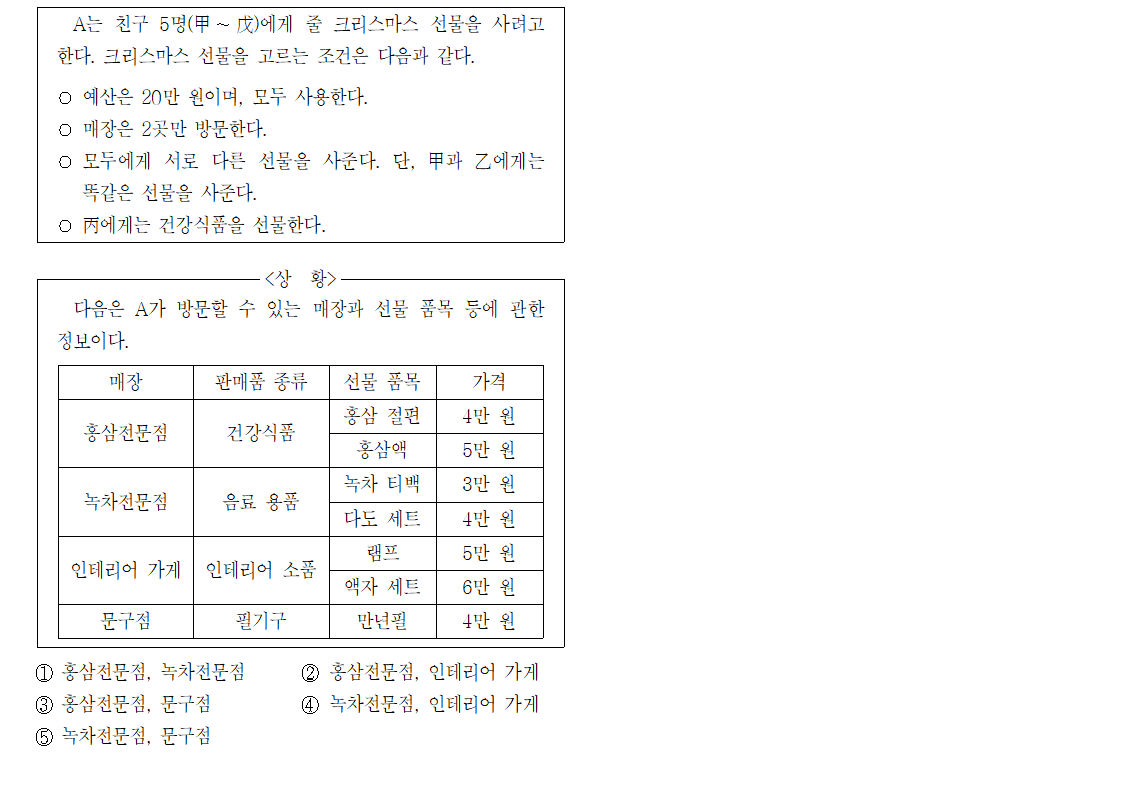 A는 친구 5명(甲~戊)에게 줄 크리스마스 선물을 사려고
한다. 크리스마스 선물을 고르는 조건은 다음과 같다.
○ 예산은 20만 원이며, 모두 사용한다.
○ 매장은 2곳만 방문한다.
○ 모두에게 서로 다른 선물을 사준다. 단, 甲과 乙에게는
똑같은 선물을 사준다.
○ 丙에게는 건강식품을 선물한다.
<상 황>
다음은 A가 방문할 수 있는 매장과 선물 품목 등에 관한
정보이다.
매장 판매품 종류 선물 품목 가격
홍삼전문점 건강식품 홍삼 절편 4만 원
홍삼액 5만 원
녹차전문점 음료 용품 녹차 티백 3만 원
다도 세트 4만 원
인테리어 가게 인테리어 소품 램프 5만 원
액자 세트 6만 원
문구점 필기구 만년필 4만 원
① 홍삼전문점, 녹차전문점 ② 홍삼전문점, 인테리어 가게
③ 홍삼전문점, 문구점 ④ 녹차전문점, 인테리어 가게
⑤ 녹차전문점, 문구점